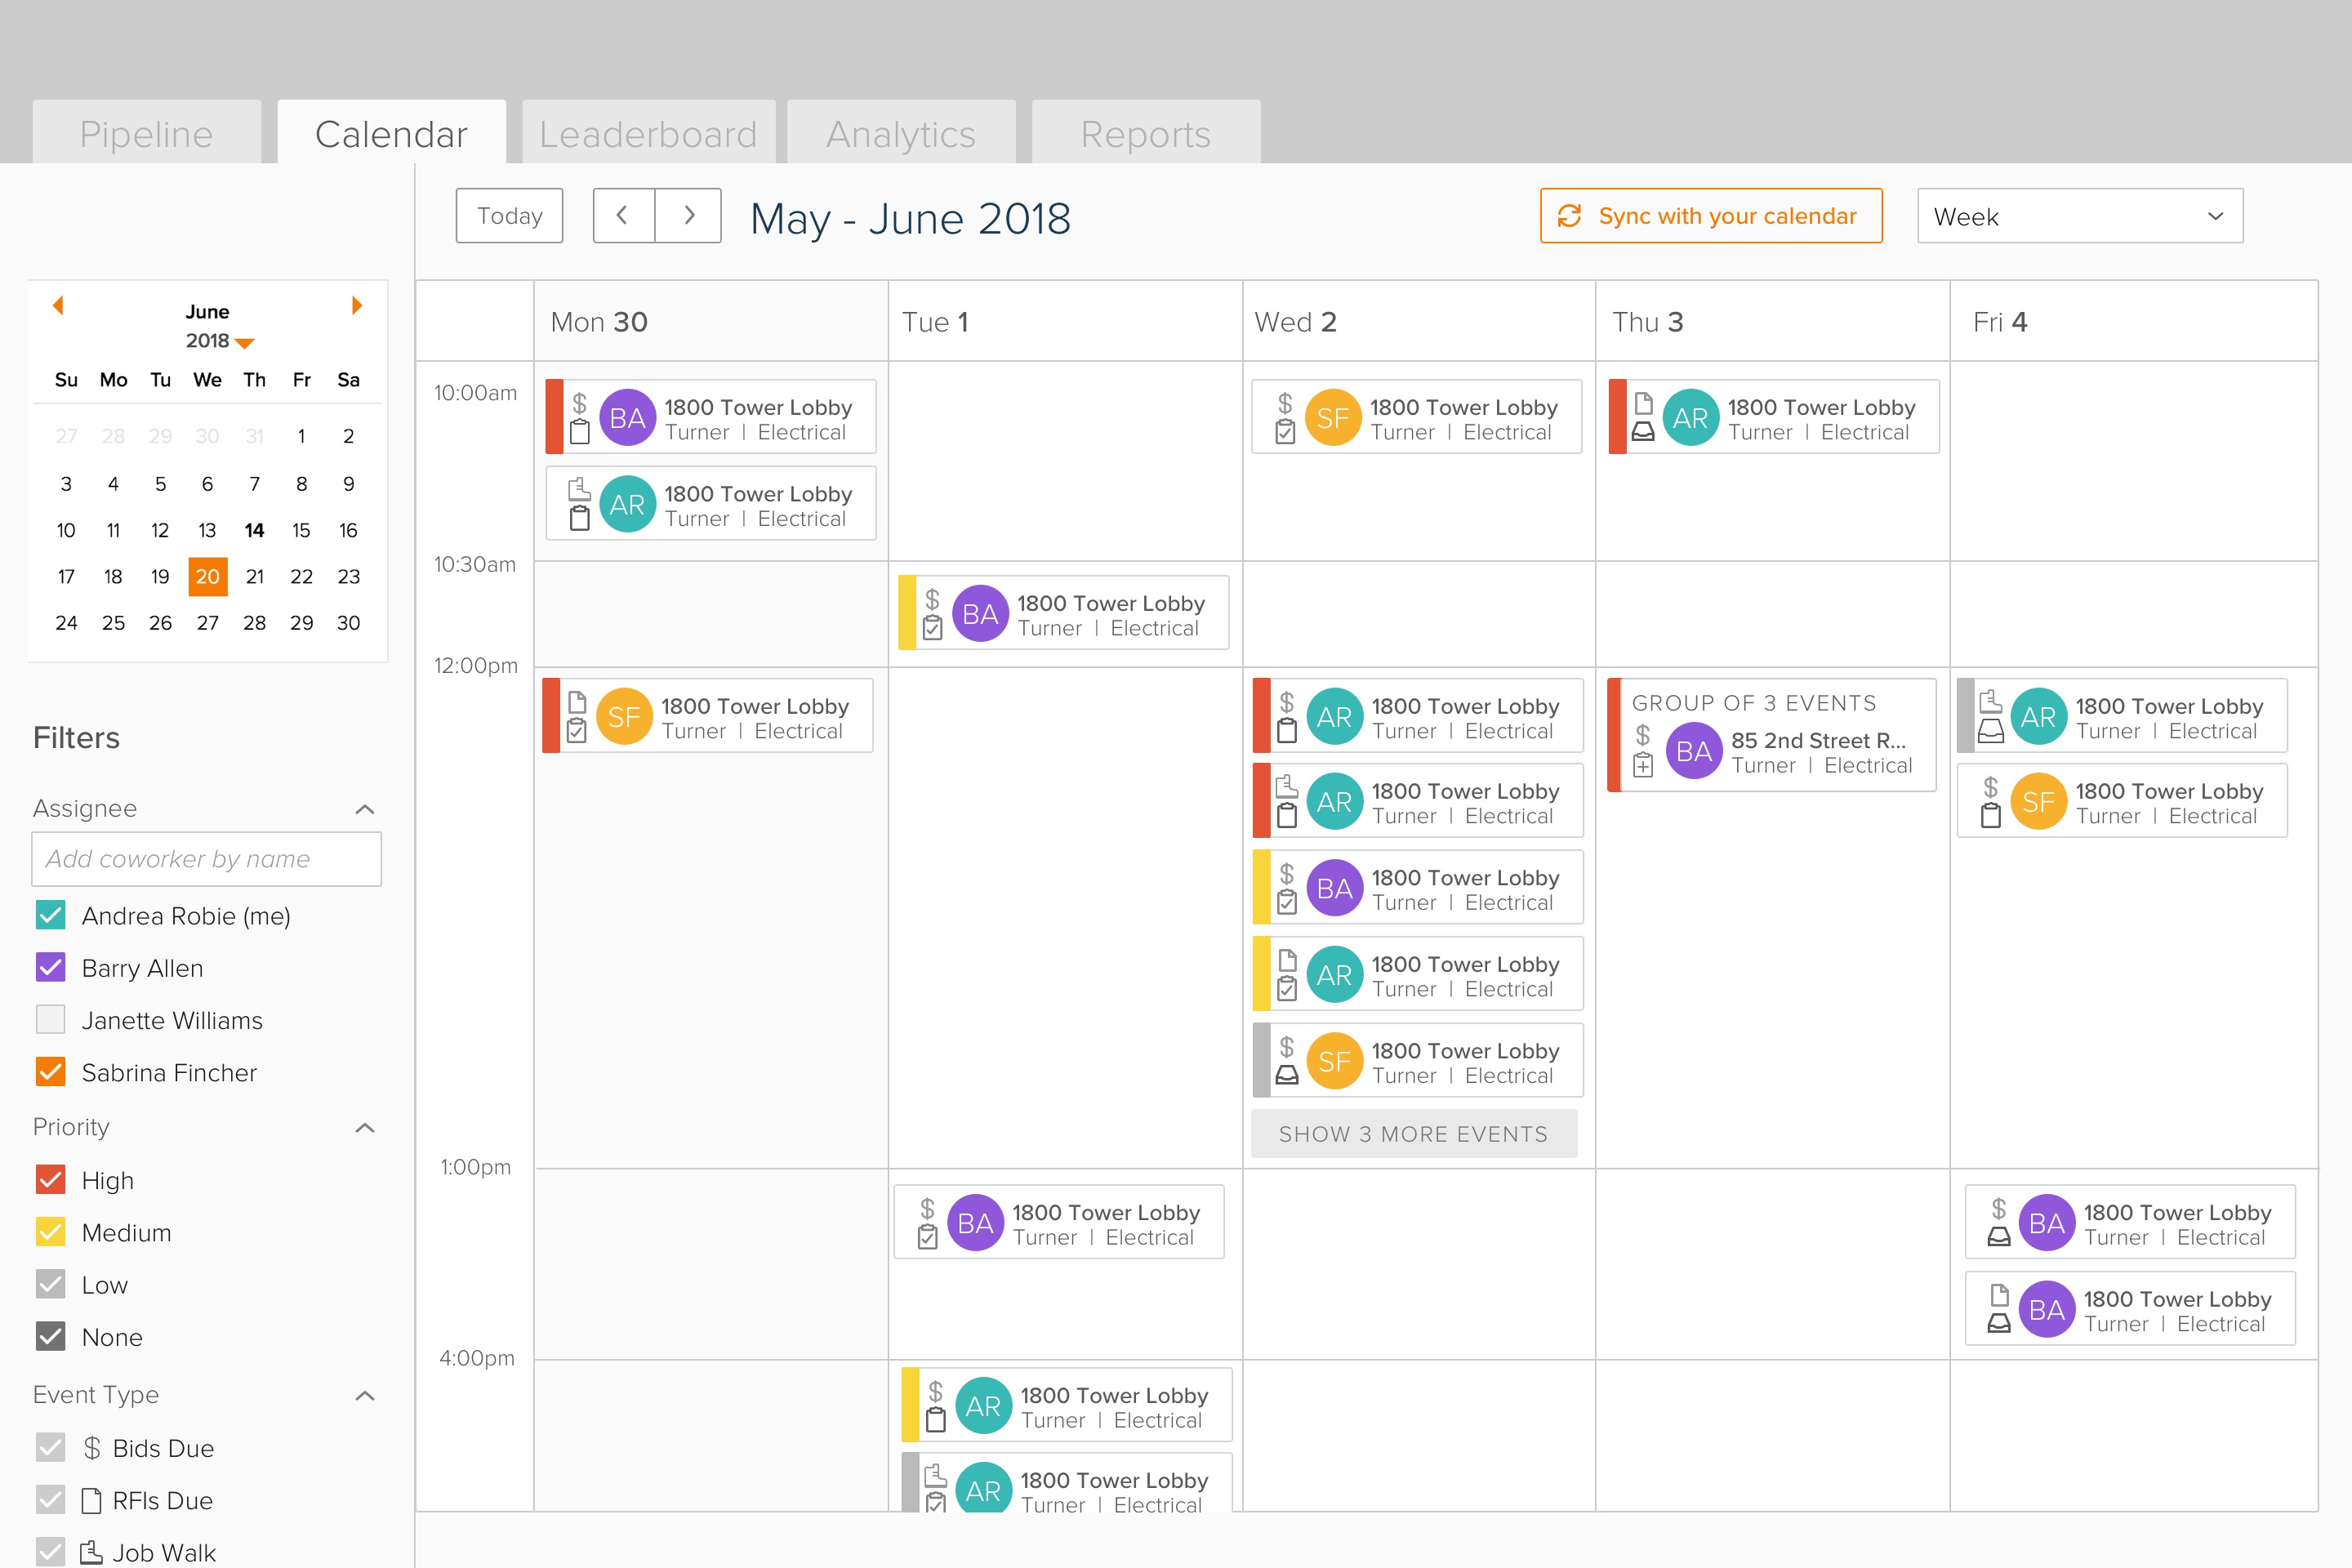 Pipeline
Calendar
Leaderboard
Analytics
Reports
Today
May - June 2018
Sync with your calendar
Week
June
2018
Su Mo Tu We Th Fr Sa
27 28 29 30 31 1 2
3 4 5 6 7 8 9
10 11 12 13 14 15 16
17 18 19 20 21 22 23
24 25 26 27 28 29 30
Filters
Assignee
Add coworker by name
Andrea Robie (me)
Barry Allen
Janette Williams
Sabrina Fincher
Priority
High
Medium
Low
None
Event Type
$ Bids Due
RFIs Due
Job Walk
Mon 30
Tue 1
Wed 2
Thu 3
Fri 4
10:00am
$ BA 1800 Tower Lobby
Turner | Electrical
AR 1800 Tower Lobby
Turner | Electrical
$ SF 1800 Tower Lobby
Turner | Electrical
AR 1800 Tower Lobby
Turner | Electrical
10:30am
$ BA 1800 Tower Lobby
Turner | Electrical
12:00pm
SF 1800 Tower Lobby
Turner | Electrical
$ AR 1800 Tower Lobby
Turner | Electrical
AR 1800 Tower Lobby
Turner | Electrical
$ BA 1800 Tower Lobby
Turner | Electrical
AR 1800 Tower Lobby
Turner | Electrical
$ SF 1800 Tower Lobby
Turner | Electrical
SHOW 3 MORE EVENTS
GROUP OF 3 EVENTS
$ BA 85 2nd Street R...
Turner | Electrical
AR 1800 Tower Lobby
Turner | Electrical
$ SF 1800 Tower Lobby
Turner | Electrical
1:00pm
$ BA 1800 Tower Lobby
Turner | Electrical
$ BA 1800 Tower Lobby
Turner | Electrical
BA 1800 Tower Lobby
Turner | Electrical
4:00pm
$ AR 1800 Tower Lobby
Turner | Electrical
AR 1800 Tower Lobby
Turner | Electrical